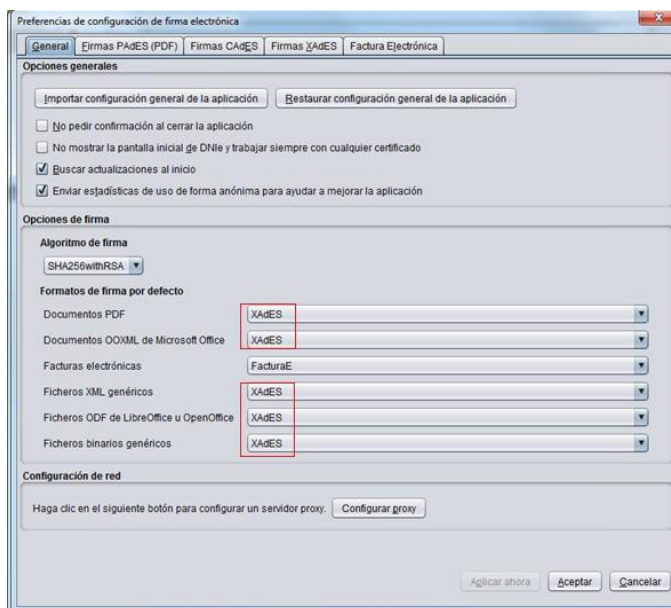 Preferencias de configuración de firma electrónica
General Firmas PAdES (PDF) Firmas CAdES Firmas XAdES Factura Electrónica
Opciones generales
Importar configuración general de la aplicación Restaurar configuración general de la aplicación
No pedir confirmación al cerrar la aplicación
No mostrar la pantalla inicial de DNIe y trabajar siempre con cualquier certificado
Buscar actualizaciones al inicio
Enviar estadísticas de uso de forma anónima para ayudar a mejorar la aplicación
Opciones de firma
Algoritmo de firma
SHA256withRSA
Formatos de firma por defecto
Documentos PDF XAdES
Documentos OOXML de Microsoft Office XAdES
Facturas electrónicas FacturaE
Ficheros XML genéricos XAdES
Ficheros ODF de LibreOffice u OpenOffice XAdES
Ficheros binarios genéricos XAdES
Configuración de red
Haga clic en el siguiente botón para configurar un servidor proxy. Configurar proxy
Aplicar ahora Aceptar Cancelar